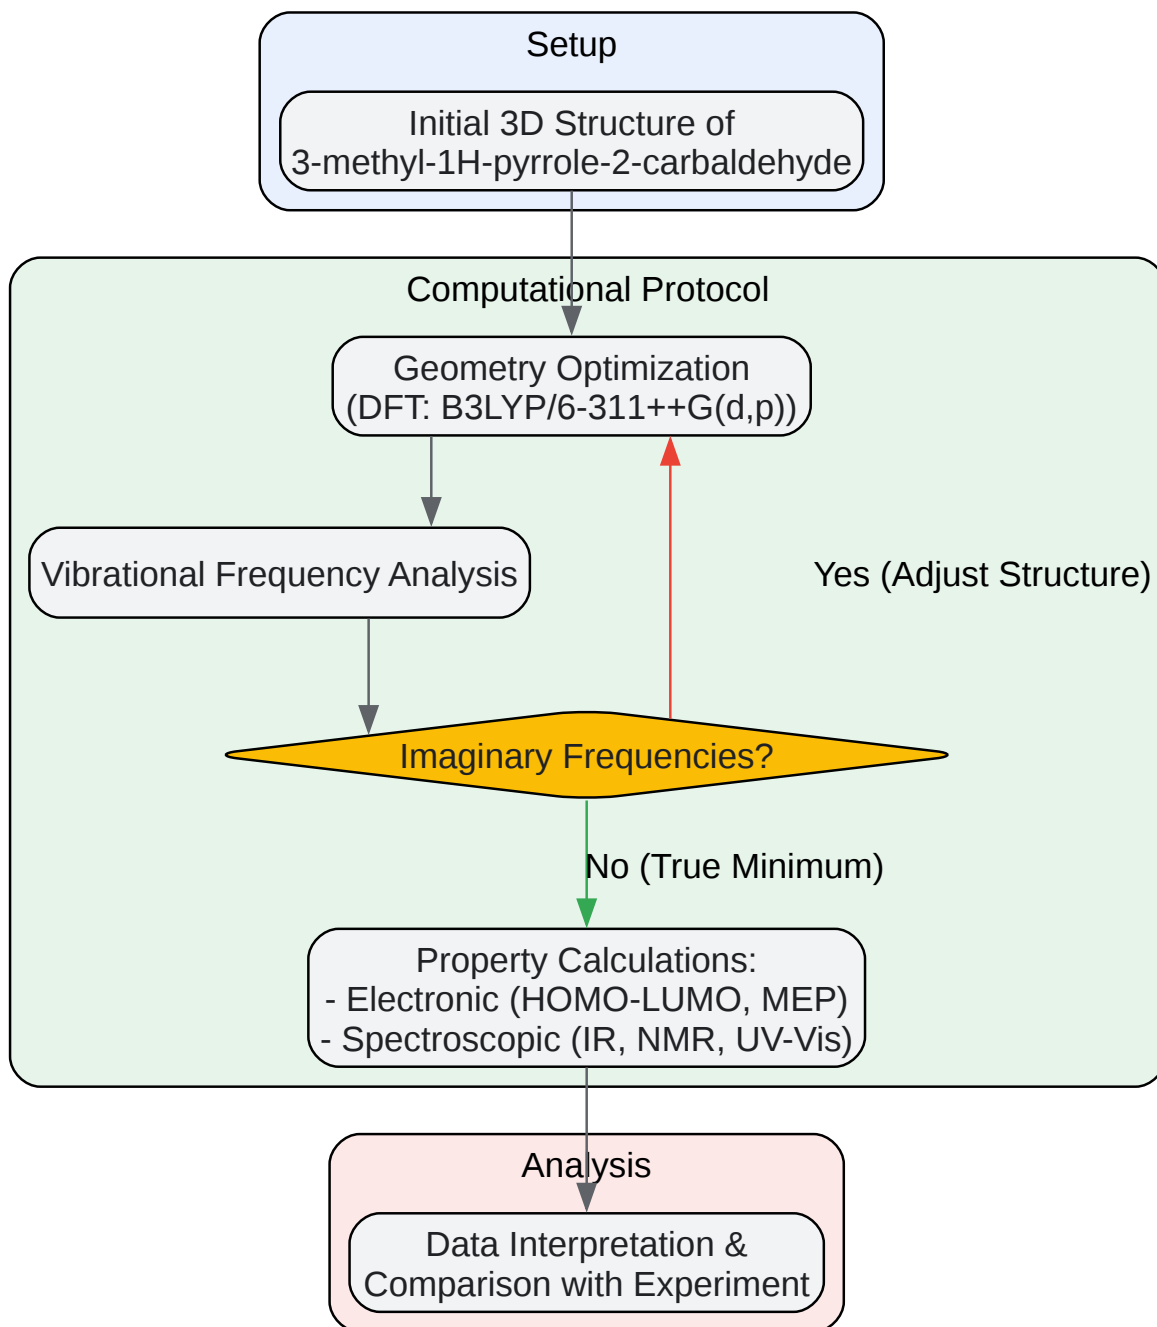 Setup
Initial 3D Structure of
3-methyl-1H-pyrrole-2-carbaldehyde
Computational Protocol
Geometry Optimization
(DFT: B3LYP/6-311++G(d,p))
Vibrational Frequency Analysis
Yes (Adjust Structure)
Imaginary Frequencies?
No (True Minimum)
Property Calculations:
- Electronic (HOMO-LUMO, MEP)
- Spectroscopic (IR, NMR, UV-Vis)
Analysis
Data Interpretation &
Comparison with Experiment